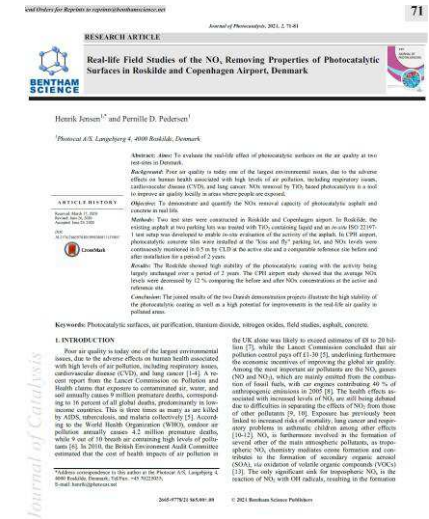 Send Orders for Reprints to reprints@benthamscience.net
71
Journal of Photocatalysis, 2021, 2, 71-81
RESEARCH ARTICLE
Real-life Field Studies of the NOx Removing Properties of Photocatalytic
Surfaces in Roskilde and Copenhagen Airport, Denmark
BENTHAM
SCIENCE
Henrik Jensen1,* and Pernille D. Pedersen1
1Photocat A/S, Langebjerg 4, 4000 Roskilde, Denmark
ARTICLE HISTORY
Received: March 17, 2020
CrossMark
Abstract: Aims: To evaluate the real-life effect of photocatalytic surfaces on the air quality at two
test-sites in Denmark.
Background: Poor air quality is today one of the largest environmental issues, due to the adverse
effects on human health associated with high levels of air pollution, including respiratory issues,
cardiovascular disease (CVD), and lung cancer. NOx removal by TiO2 based photocatalysis is a tool
to improve air quality locally in areas where people are exposed.
Objective: To demonstrate and quantify the NOx removal capacity of photocatalytic asphalt and
concrete in real life.
Methods: Two test sites were constructed in Roskilde and Copenhagen airport. In Roskilde, the
existing asphalt at two parking lots was treated with TiO2 containing liquid and an in-situ ISO 22197-
1 test setup was developed to enable in-situ evaluation of the activity of the asphalt. In CPH airport,
photocatalytic concrete tiles were installed at the "kiss and fly" parking lot, and NOx levels were
continuously monitored in 0.5 m by CLD at the active site and a comparable reference site before and
after installation for a period of 2 years.
Results: The Roskilde showed high stability of the photocatalytic coating with the activity being
largely unchanged over a period of 2 years. The CPH airport study showed that the average NOx
levels were decreased by 12 % comparing the before and after NOx concentrations at the active and
reference site.
Conclusion: The joined results of the two Danish demonstration projects illustrate the high stability of
the photocatalytic coating as well as a high potential for improvements in the real-life air quality in
polluted areas.
Keywords: Photocatalytic surfaces, air purification, titanium dioxide, nitrogen oxides, field studies, asphalt, concrete.
1. INTRODUCTION
Poor air quality is today one of the largest environmental
issues, due to the adverse effects on human health associated
with high levels of air pollution, including respiratory issues,
cardiovascular disease (CVD), and lung cancer [1-4]. A re-
cent report from the Lancet Commission on Pollution and
Health claims that exposure to contaminated air, water, and
soil annually causes 9 million premature deaths, correspond-
ing to 16 percent of all global deaths, predominantly in low-
income countries. This is three times as many as are killed
by AIDS, tuberculosis, and malaria collectively [5]. Accord-
ing to the World Health Organization (WHO), outdoor air
pollution annually causes 4.2 million premature deaths,
while 9 out of 10 breath air containing high levels of pollu-
tants [6]. In 2010, the British Environment Audit Committee
estimated that the cost of health impacts of air pollution in
*Address correspondence to this author at the Photocat A/S, Langebjerg 4,
4000 Roskilde, Denmark;
the UK alone was likely to exceed estimates of £8 to 20 bil-
lion [7], while the Lancet Commission concluded that air
pollution control pays off £1-30 [5], underlining furthermore
the economic incentives of improving the global air quality.
Among the most important air pollutants are the NOx gasses
(NO and NO2), which are mainly emitted from the combus-
tion of fossil fuels, with car engines contributing 40 % of
anthropogenic emissions in 2005 [8]. The health effects as-
sociated with increased levels of NOx are still being debated
due to difficulties in separating the effects of NO2 from those
of other pollutants [9, 10]. Exposure has previously been
linked to increased risks of mortality, lung cancer and respir-
atory problems in asthmatic children among other effects
[10-12]. NOx is furthermore involved in the formation of
several other of the main atmospheric pollutants, as tropo-
spheric NOx chemistry mediates ozone formation and con-
tributes to the formation of secondary organic aerosol
(SOA), via oxidation of volatile organic compounds (VOCs)
[13]. The only significant sink for tropospheric NOx is the
reaction of NO2 with OH radicals, resulting in the formation
© 2021 Bentham Science Publishers
Journal of Catalysis